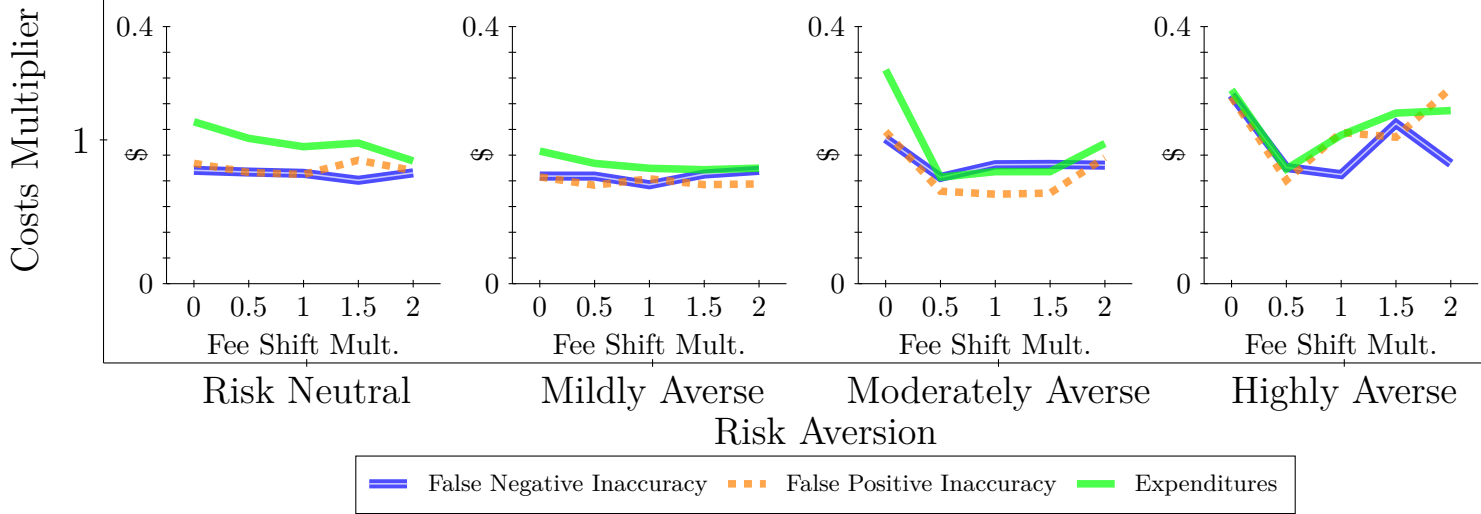 Costs Multiplier
1
0.4
$
0
0 0.5 1 1.5 2
Fee Shift Mult.
0.4
$
0
0 0.5 1 1.5 2
Fee Shift Mult.
0.4
$
0
0 0.5 1 1.5 2
Fee Shift Mult.
0.4
$
0
0 0.5 1 1.5 2
Fee Shift Mult.
Risk Neutral
Mildly Averse
Moderately Averse
Highly Averse
Risk Aversion
False Negative Inaccuracy
False Positive Inaccuracy
Expenditures